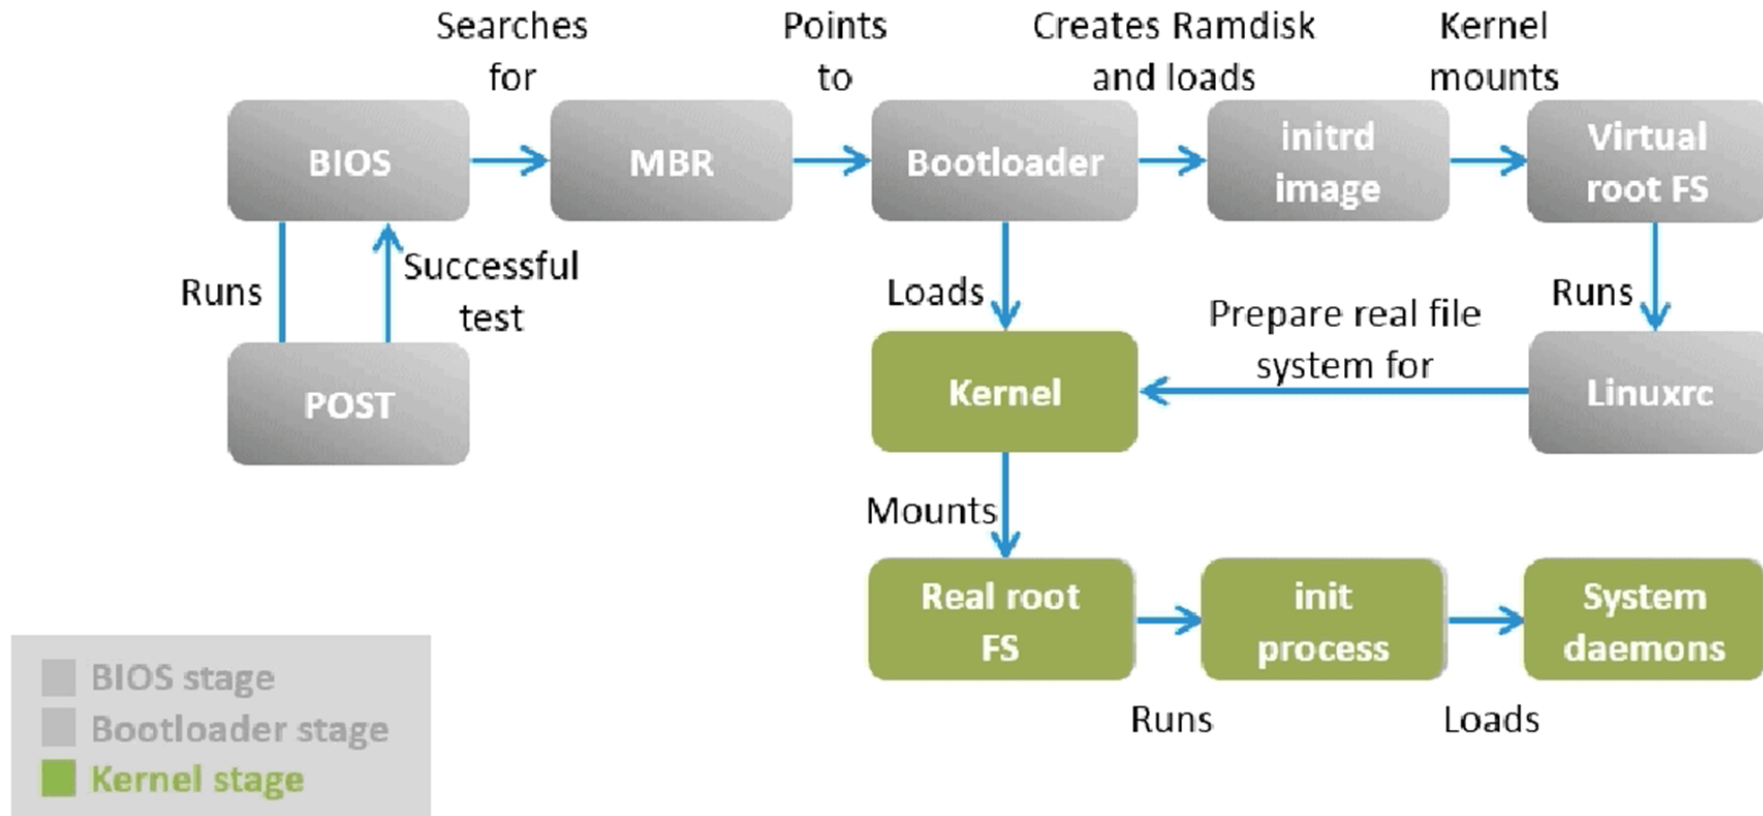 Searches
for
Points
to
Creates Ramdisk
and loads
Kernel
mounts
BIOS
MBR
Bootloader
initrd
image
Virtual
root FS
Runs
Successful
test
Loads
Prepare real file
system for
Runs
POST
Kernel
Linuxrc
Mounts
Real root
FS
init
process
System
daemons
Runs
Loads
BIOS stage
Bootloader stage
Kernel stage